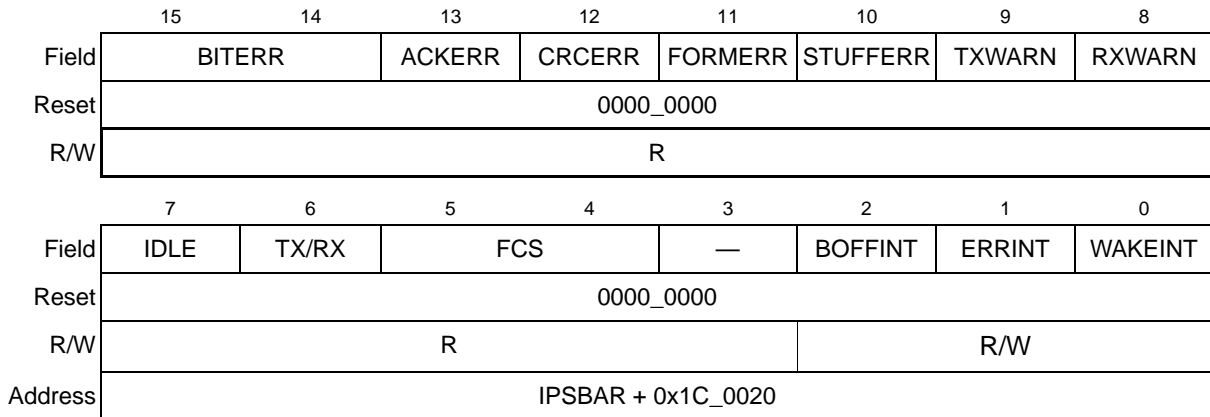 15 14 13 12 11 10 9 8
Field BITERR ACKERR CRCERR FORMERR STUFFERR TXWARN RXWARN
Reset 0000_0000
R/W R
7 6 5 4 3 2 1 0
Field IDLE TX/RX FCS — BOFFINT ERRINT WAKEINT
Reset 0000_0000
R/W R R/W
Address IPSBAR + 0x1C_0020